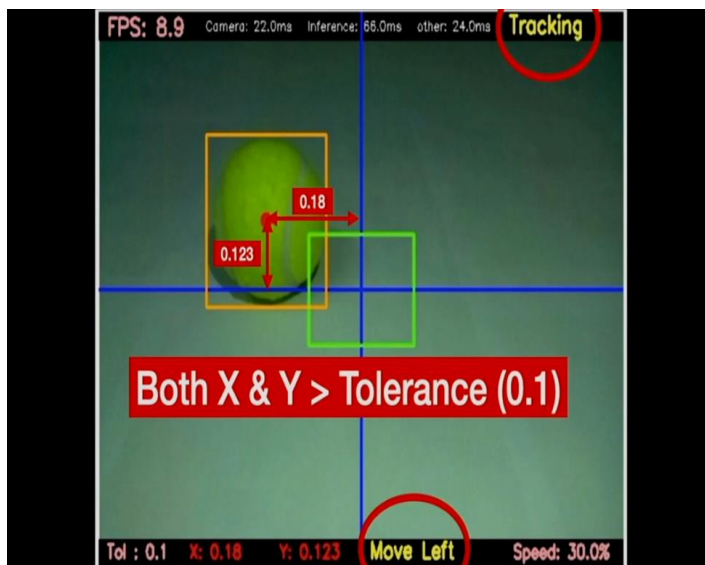 FPS: 8.9 Camera: 22.0ms Inference: 66.0ms other: 24.0ms Tracking
0.18
0.123
Both X & Y > Tolerance (0.1)
Tol : 0.1 X: 0.18 Y: 0.123 Move Left Speed: 30.0%